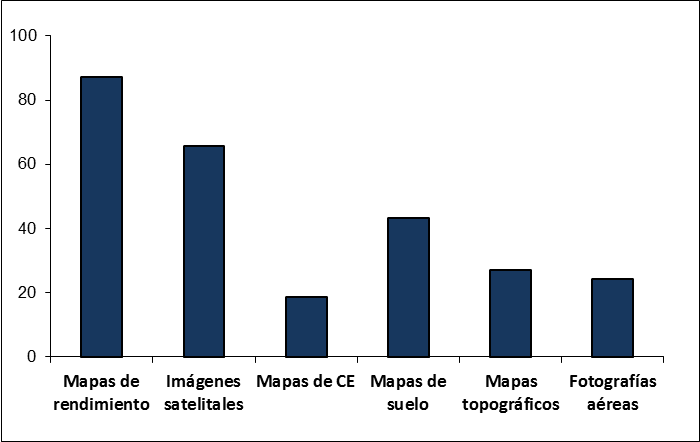 100
80
60
40
20
0
Mapas de rendimiento
Imágenes satelitales
Mapas de CE
Mapas de suelo
Mapas topográficos
Fotografías aéreas